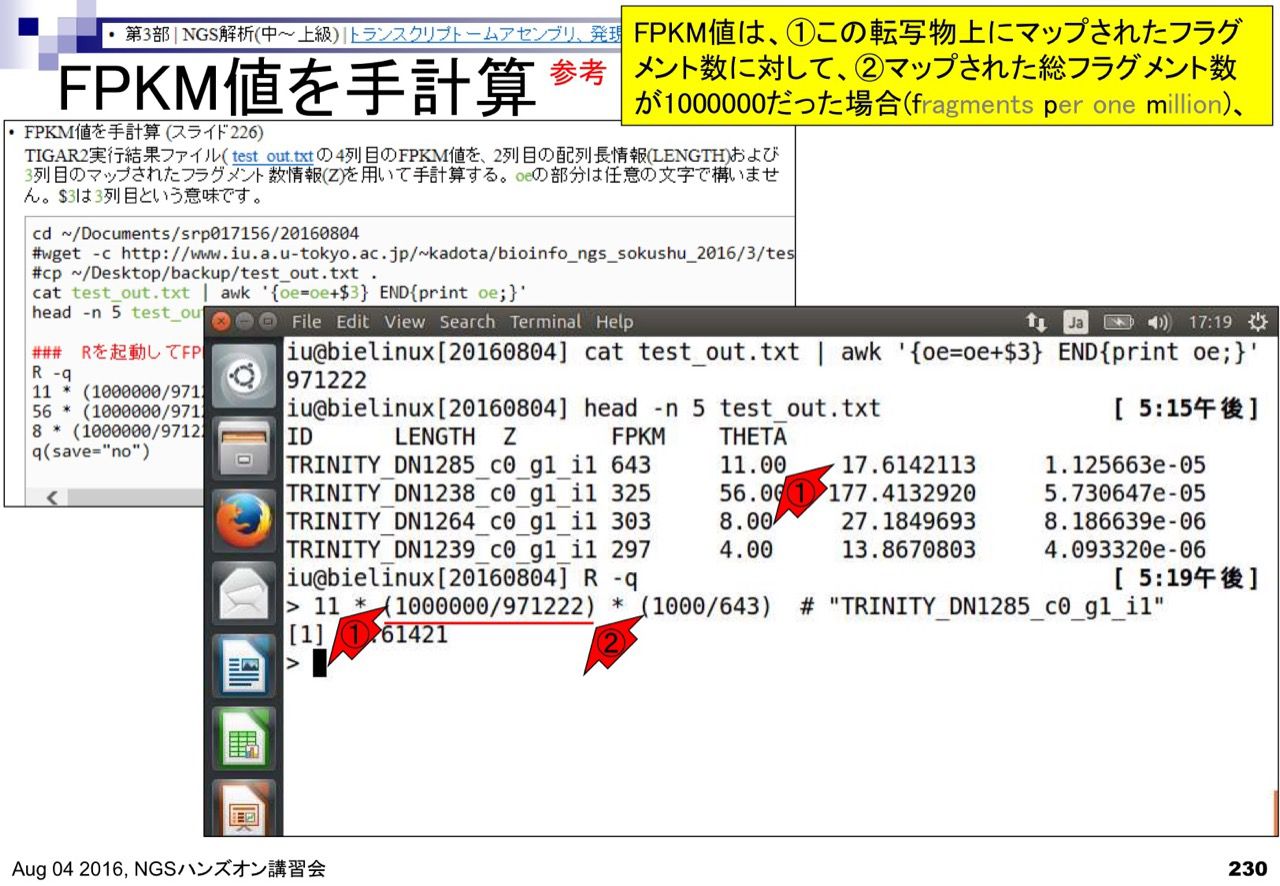 • 第3部 | NGS解析(中～上級) | トランスクリプトームアセンブリ、発現
FPKM値を手計算 参考
FPKM値は、①この転写物上にマップされたフラグ
メント数に対して、②マップされた総フラグメント数
が1000000だった場合(fragments per one million)、
• FPKM値を手計算 (スライド226)
TIGAR2実行結果ファイル( test_out.txtの4列目のFPKM値を、2列目の配列長情報(LENGTH)および
3列目のマップされたフラグメント数情報(Z)を用いて手計算する。oeの部分は任意の文字で構いませ
ん。$3は3列目という意味です。
cd ~/Documents/srp017156/20160804
#wget -c http://www.iu.a.u-tokyo.ac.jp/~kadota/bioinfo_ngs_sokushu_2016/3/tes
#cp ~/Desktop/backup/test_out.txt .
cat test_out.txt | awk '{oe=oe+$3} END{print oe;}'
head -n 5 test_ou
### Rを起動してFP
R -q
11 * (1000000/971
56 * (1000000/971
8 * (1000000/9712
q(save="no")
File Edit View Search Terminal Help Ja 17:19
iu@bielinux[20160804] cat test_out.txt | awk '{oe=oe+$3} END{print oe;}'
971222
iu@bielinux[20160804] head -n 5 test_out.txt [ 5:15午後]
ID LENGTH Z FPKM THETA
TRINITY_DN1285_c0_g1_i1 643 11.00 17.6142113 1.125663e-05
TRINITY_DN1238_c0_g1_i1 325 56.00 177.4132920 5.730647e-05
TRINITY_DN1264_c0_g1_i1 303 8.00 27.1849693 8.186639e-06
TRINITY_DN1239_c0_g1_i1 297 4.00 13.8670803 4.093320e-06
iu@bielinux[20160804] R -q [ 5:19午後]
> 11 * (1000000/971222) * (1000/643) # "TRINITY_DN1285_c0_g1_i1"
[1] .61421
>
①
①
②
Aug 04 2016, NGSハンズオン講習会
230